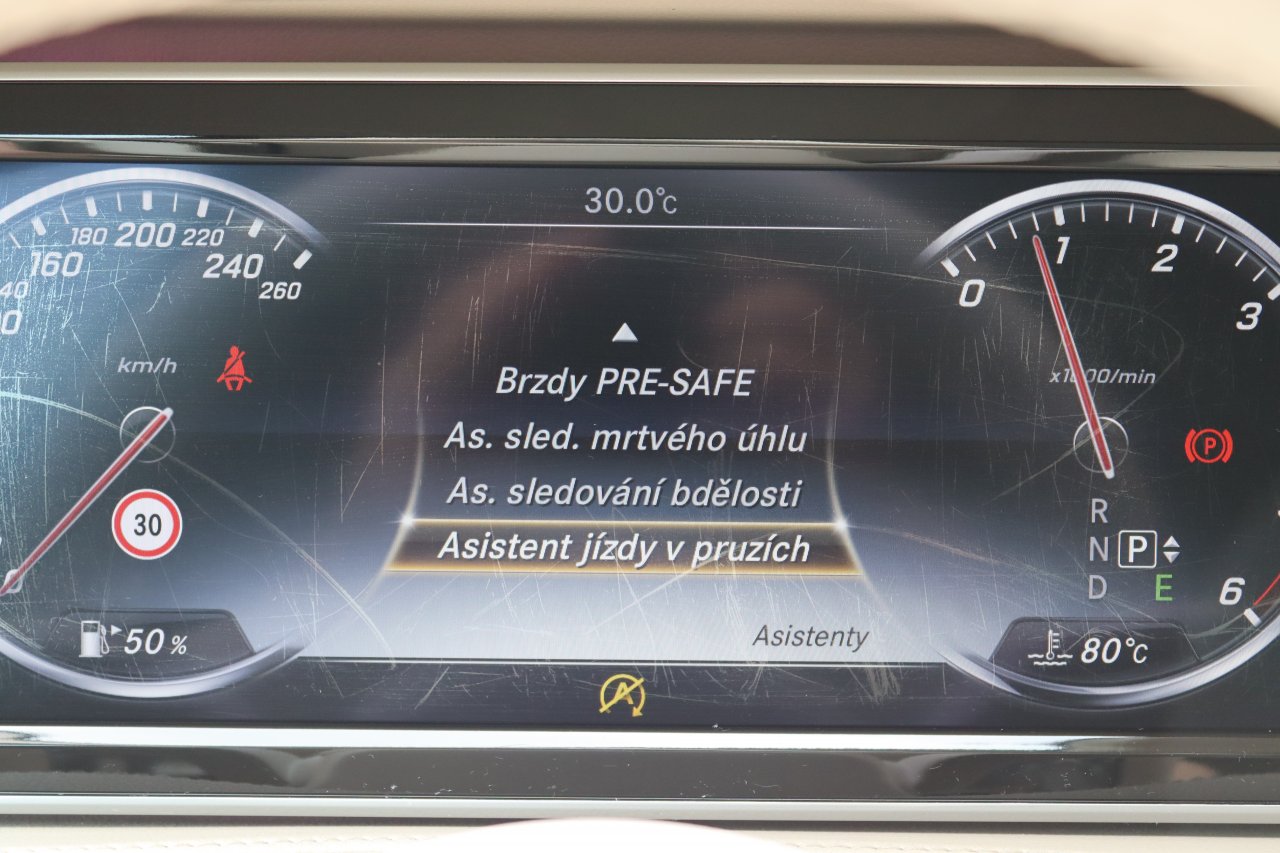 30.0°C
180 200 220
160 240
260
km/h
30
50 %
Brzdy PRE-SAFE
As. sled. mrtvého úhlu
As. sledování bdělosti
Asistent jízdy v pruzích
Asistenty
A
0 1 2 3
6
x1000/min
P
R
N P
D E
80°C